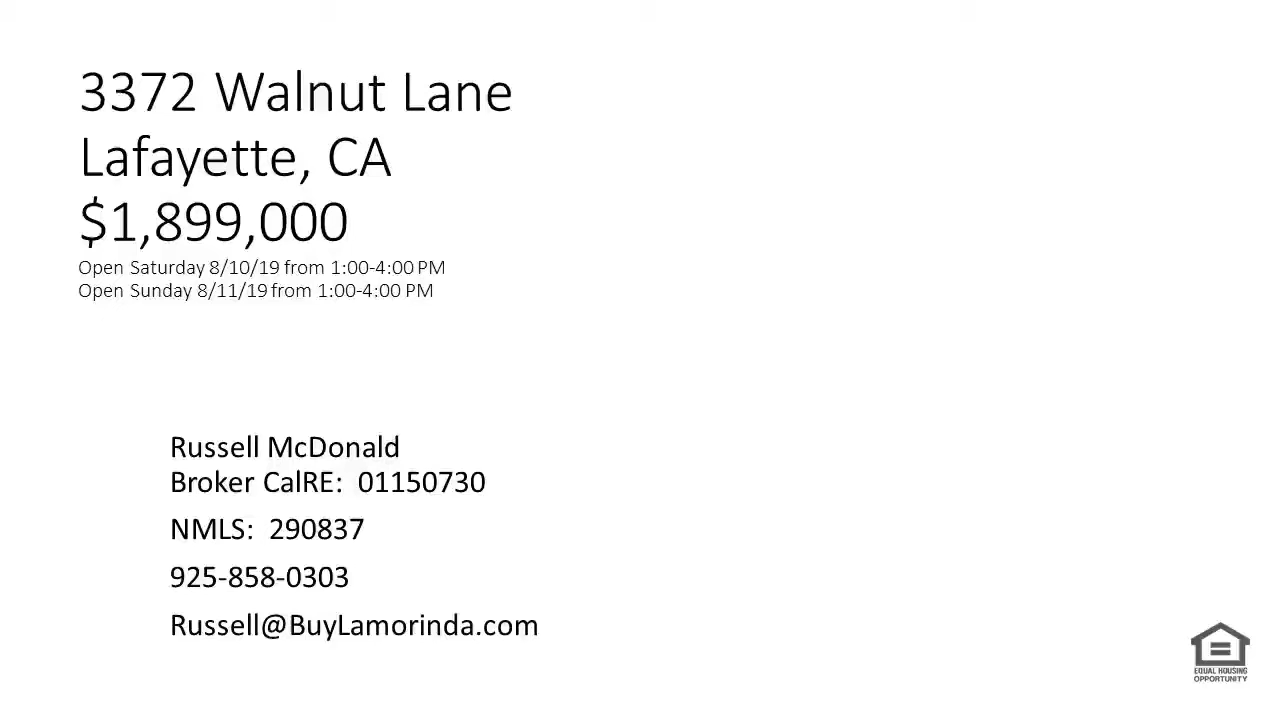 3372 Walnut Lane
Lafayette, CA
$1,899,000
Open Saturday 8/10/19 from 1:00-4:00 PM
Open Sunday 8/11/19 from 1:00-4:00 PM
Russell McDonald
Broker CalRE:  01150730
NMLS:  290837
925-858-0303
Russell@BuyLamorinda.com
EQUAL HOUSING
OPPORTUNITY